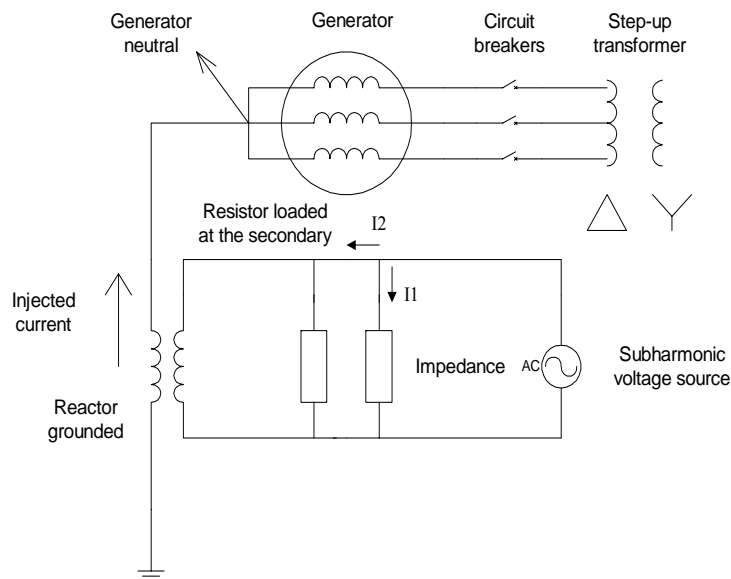 Generator
neutral
Generator
Circuit
breakers
Step-up
transformer
Resistor loaded
at the secondary
I2
I1
Injected
current
Impedance
AC
Subharmonic
voltage source
Reactor
grounded